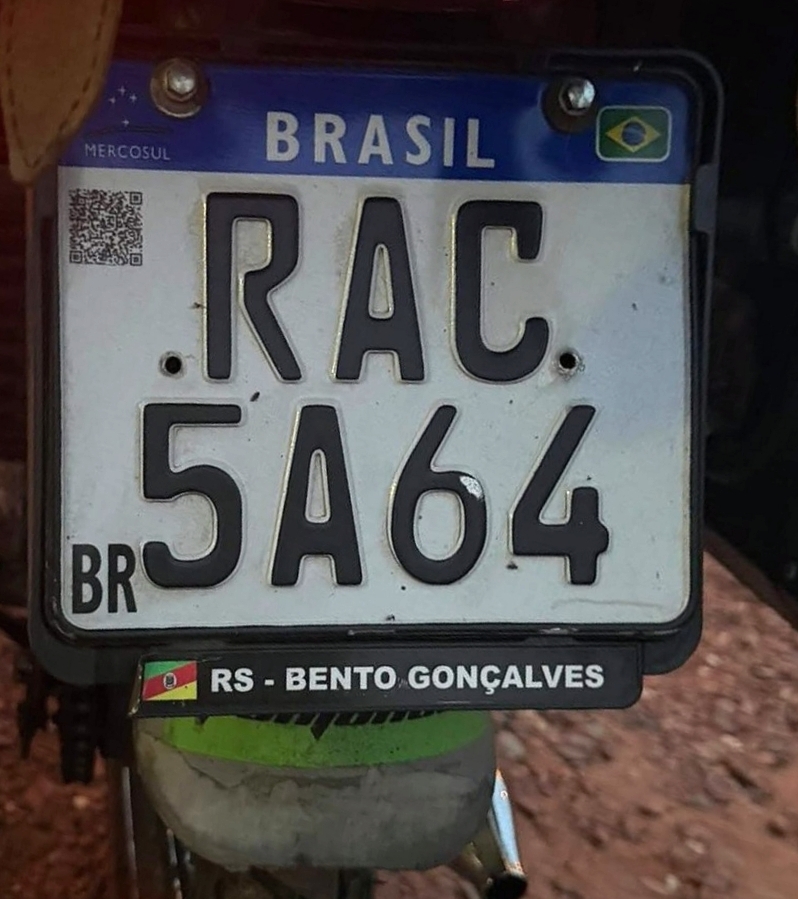 MERCOSUL
BRASIL
RAC
5A64
BR
RS - BENTO GONÇALVES